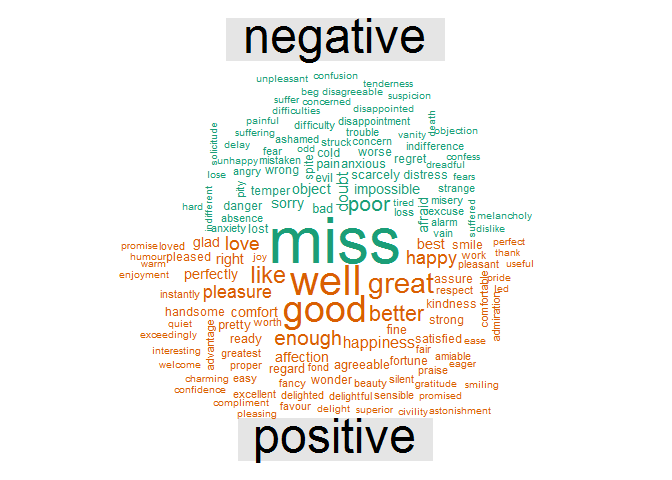 negative
unpleasant confusion
tenderness
beg disagreeable
suspicion
suffer concerned
difficulties disappointed
death
painful difficulty disappointment
solicitude suffering trouble vanity objection
ashamed struck concern
delay odd indifference
fear cold worse confess
unhappy mistaken spite pain anxious regret dreadful
angry wrong evil scarcely distress fears
lose pity temper object doubt impossible strange
misery suffered
hard indifferent danger sorry bad poor tired afraid excuse melancholy
absence loss alarm
anxiety lost miss vain dislike
promise loved glad love best smile perfect
humour pleased right joy happy work thank
warm pleasant useful
enjoyment perfectly like well great assure comfortable pride
instantly pleasure respect led
handsome comfort good better kindness admiration
quiet pretty worth strong
exceedingly advantage ready enough fine satisfied ease
happiness fair
interesting greatest affection amiable
welcome proper regard fond agreeable fortune eager
praise
charming easy fancy wonder beauty silent gratitude smiling
confidence excellent delighted delightful sensible promised
compliment favour delight superior civility astonishment
pleasing
positive